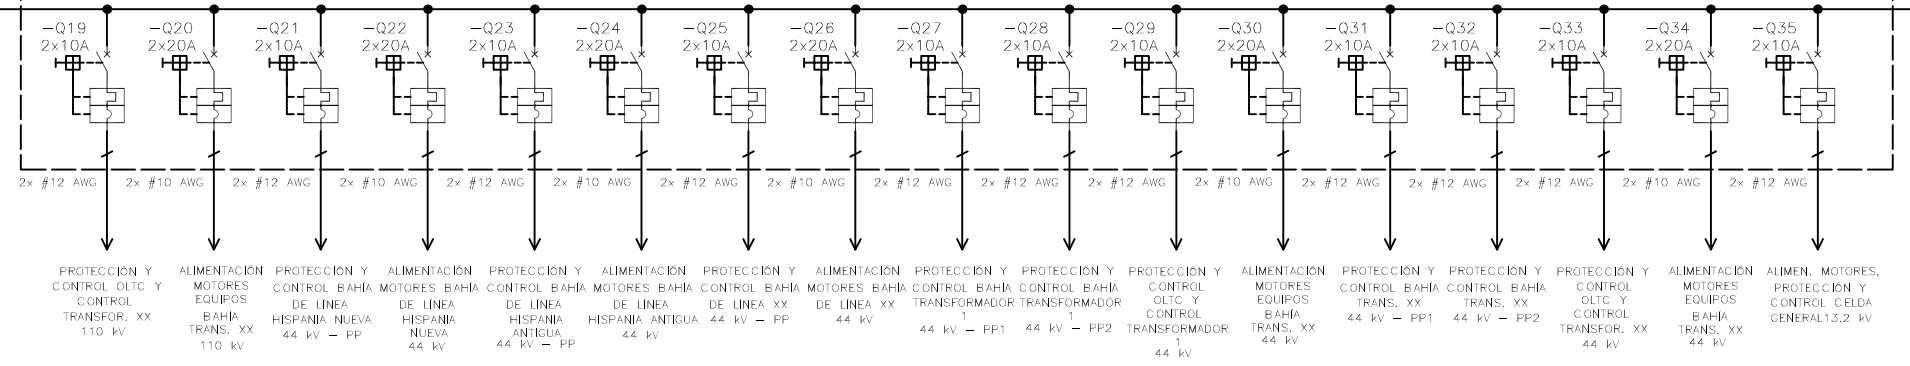 -Q19
2x10A
-Q20
2x20A
-Q21
2x10A
-Q22
2x20A
-Q23
2x10A
-Q24
2x20A
-Q25
2x10A
-Q26
2x20A
-Q27
2x10A
-Q28
2x10A
-Q29
2x10A
-Q30
2x20A
-Q31
2x10A
-Q32
2x10A
-Q33
2x10A
-Q34
2x20A
-Q35
2x10A
2x #12 AWG
2x #10 AWG
2x #12 AWG
2x #10 AWG
2x #12 AWG
2x #10 AWG
2x #12 AWG
2x #10 AWG
2x #12 AWG
2x #12 AWG
2x #12 AWG
2x #10 AWG
2x #12 AWG
2x #12 AWG
2x #12 AWG
2x #10 AWG
2x #12 AWG
PROTECCIÓN Y
CONTROL OLTC Y
CONTROL
TRANSFOR. XX
110 kV
ALIMENTACIÓN
MOTORES
EQUIPOS
BAHÍA
TRANS. XX
110 kV
PROTECCIÓN Y
CONTROL BAHÍA
DE LÍNEA
HISPANIA NUEVA
44 kV – PP
ALIMENTACIÓN
MOTORES BAHÍA
DE LÍNEA
HISPANIA
NUEVA
44 kV
PROTECCIÓN Y
CONTROL BAHÍA
DE LÍNEA
HISPANIA
ANTIGUA
44 kV – PP
ALIMENTACIÓN
MOTORES BAHÍA
DE LÍNEA
HISPANIA ANTIGUA
44 kV
PROTECCIÓN Y
CONTROL BAHÍA
DE LÍNEA XX
44 kV – PP
ALIMENTACIÓN
MOTORES BAHÍA
DE LÍNEA XX
44 kV
PROTECCIÓN Y
CONTROL BAHÍA
TRANSFORMADOR
1
44 kV – PP1
PROTECCIÓN Y
CONTROL BAHÍA
TRANSFORMADOR
1
44 kV – PP2
PROTECCIÓN Y
CONTROL
OLTC Y
CONTROL
TRANSFORMADOR
1
44 kV
ALIMENTACIÓN
MOTORES
EQUIPOS
BAHÍA
TRANS. XX
44 kV
PROTECCIÓN Y
CONTROL BAHÍA
TRANS. XX
44 kV – PP1
PROTECCIÓN Y
CONTROL BAHÍA
TRANS. XX
44 kV – PP2
PROTECCIÓN Y
CONTROL
OLTC Y
CONTROL
TRANSFOR. XX
44 kV
ALIMENTACIÓN
MOTORES
EQUIPOS
BAHÍA
TRANS. XX
44 kV
ALIMEN. MOTORES,
PROTECCIÓN Y
CONTROL CELDA
GENERAL13.2 kV